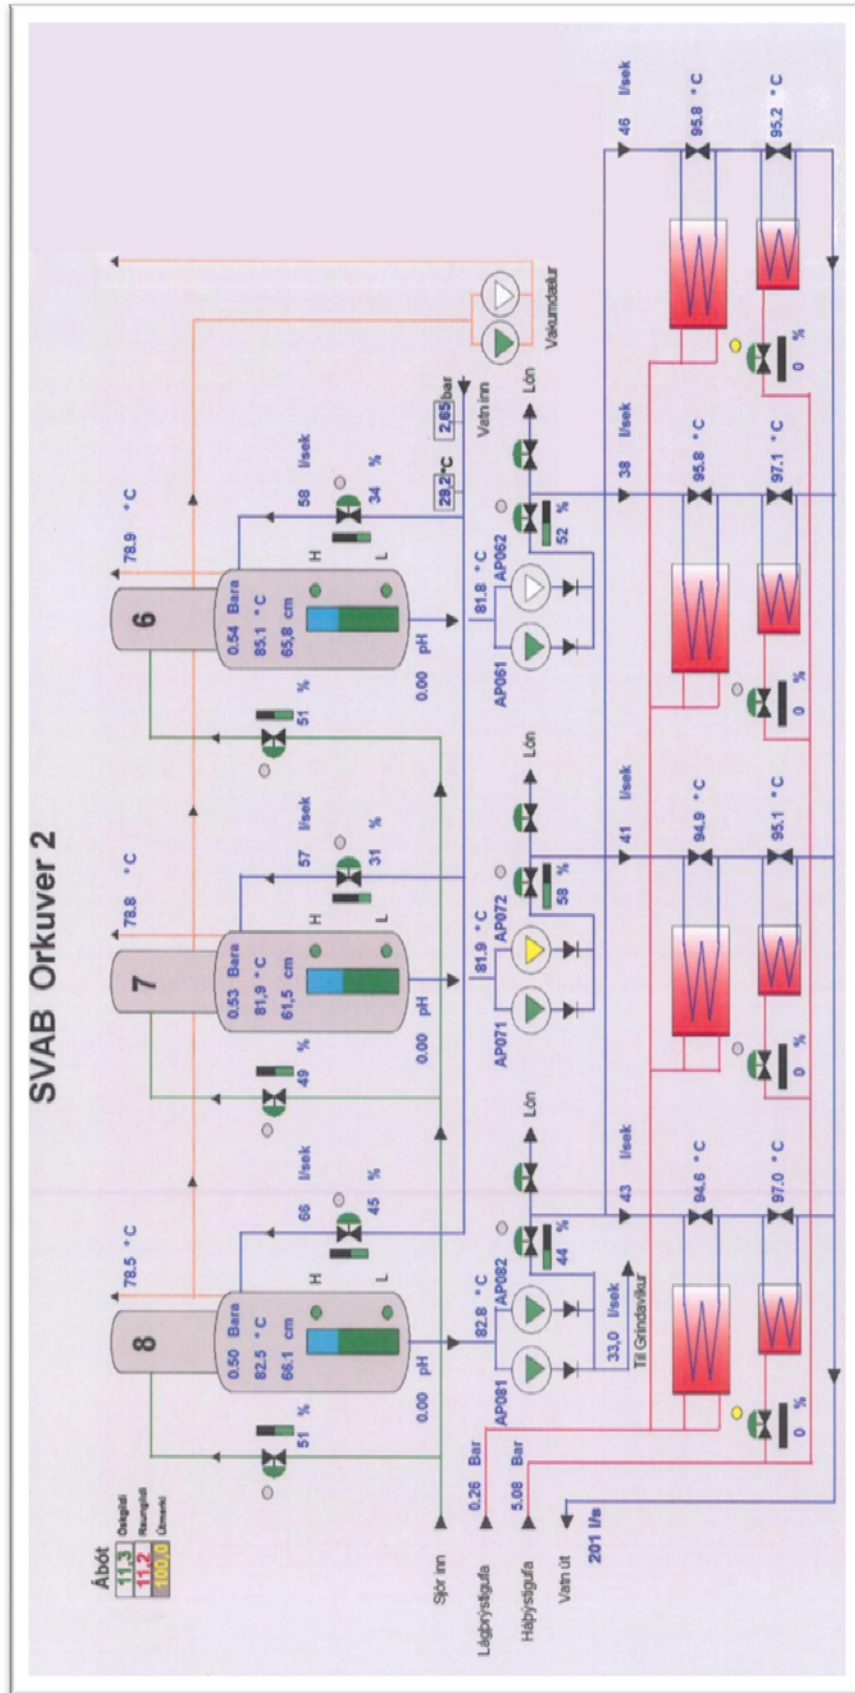 SVAB Orkuver 2
Ábót
11,3 Óskgildi
11,2 Raungildi
100,0 Útmerki
78.5 °C
78.8 °C
78.9 °C
8
7
6
0.50 Bara
82.5 °C
66.1 cm
0.53 Bara
81,9 °C
61,5 cm
0.54 Bara
85.1 °C
65,8 cm
51 %
66 l/sek
45 %
49 %
57 l/sek
31 %
51 %
58 l/sek
34 %
H
L
H
L
H
L
0.00 pH
0.00 pH
0.00 pH
29,2 °C
2,65 bar
Vatn inn
Vakumdælur
Sjór inn
82.8 °C
81.9 °C
81.8 °C
AP081
AP082
AP071
AP072
AP061
AP062
44 %
58 %
52 %
Lón
Lón
Lón
33,0 l/sek
Till Grindavíkur
Lágþrýstigufa
0.26 Bar
Háþýstigufa
5.08 Bar
Vatn út
201 l/s
43 l/sek
41 l/sek
38 l/sek
46 l/sek
94.6 °C
94.9 °C
95.8 °C
95.8 °C
97.0 °C
95.1 °C
97.1 °C
95.2 °C
0 %
0 %
0 %
0 %